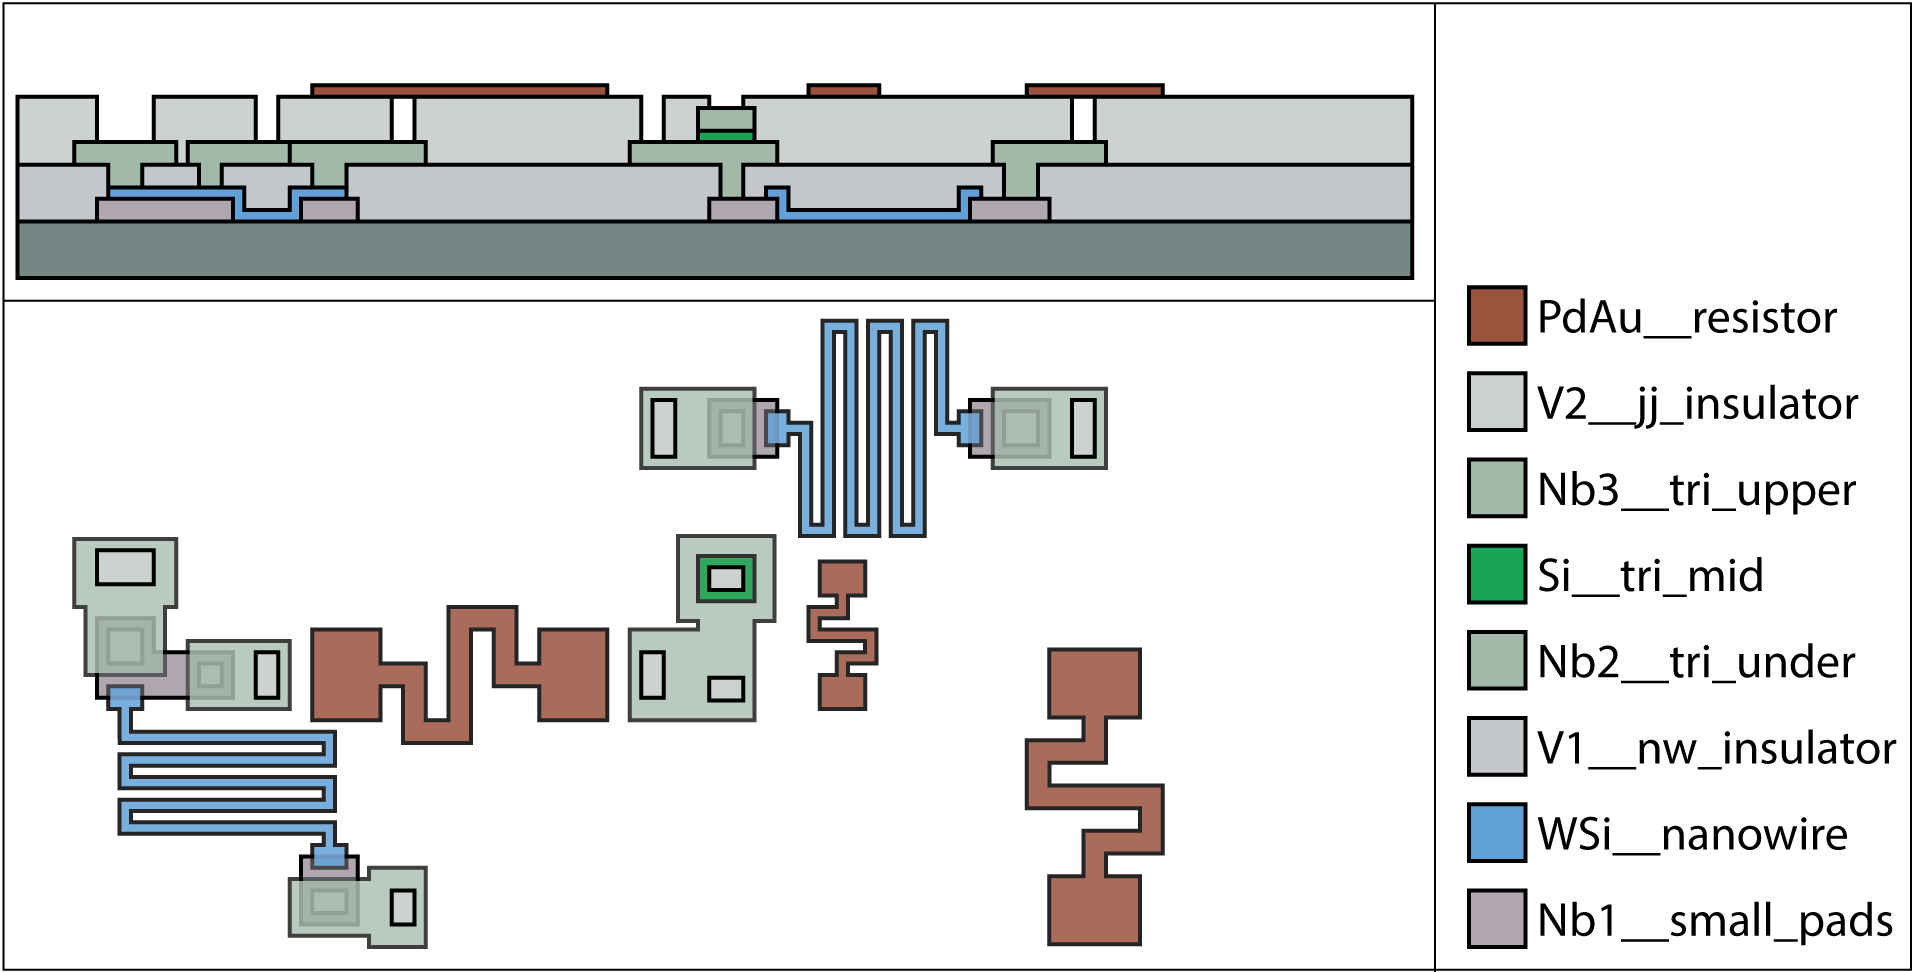 PdAu__resistor
V2__jj_insulator
Nb3__tri_upper
Si__tri_mid
Nb2__tri_under
V1__nw_insulator
WSi__nanowire
Nb1__small_pads